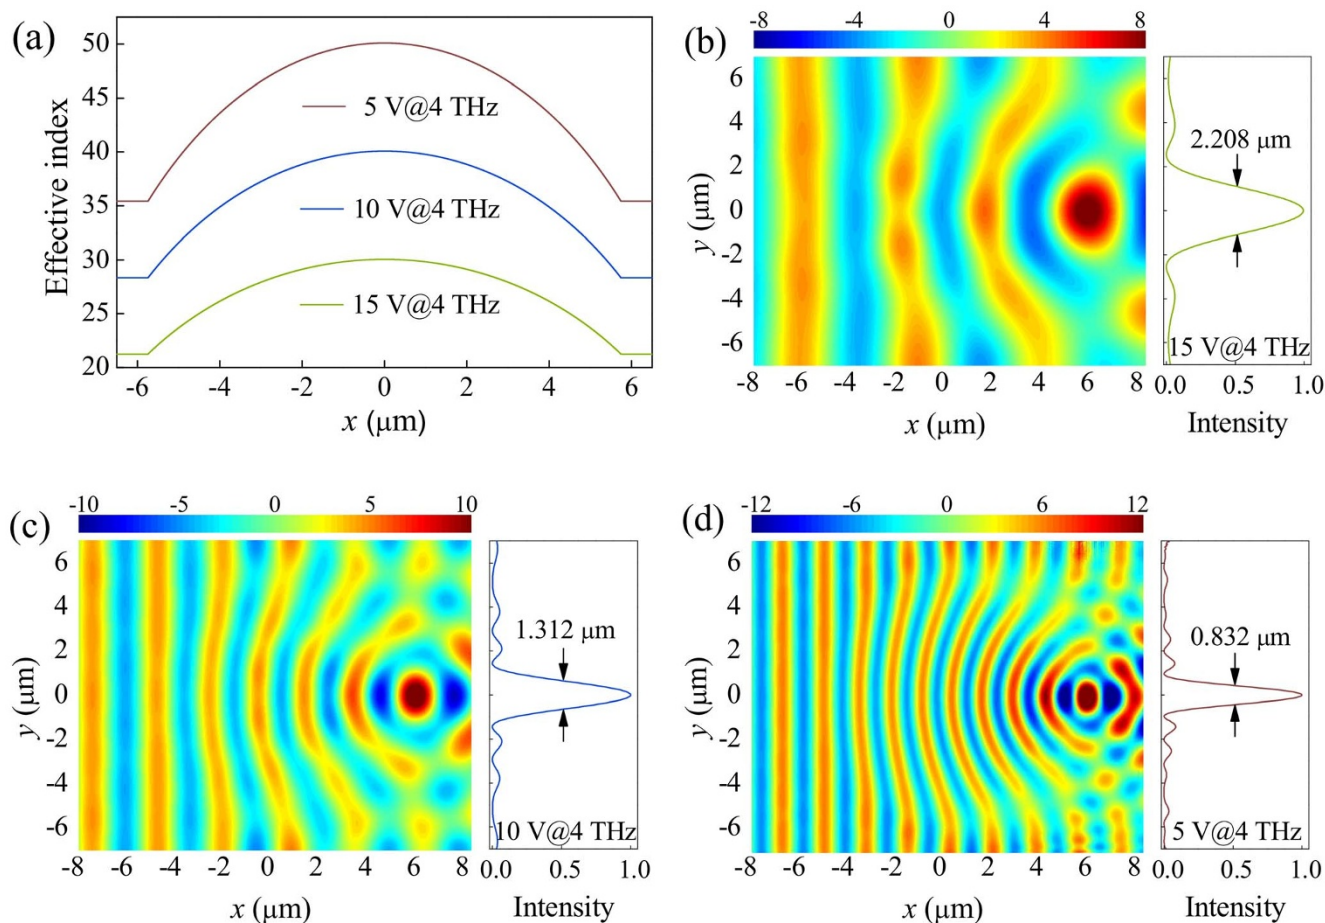 (a)
Effective index
50
45
40
35
30
25
20
5 V@4 THz
10 V@4 THz
15 V@4 THz
-6 -4 -2 0 2 4 6
x (μm)
(b)
-8 -4 0 4 8
y (μm)
6
4
2
0
-2
-4
-6
-8 -6 -4 -2 0 2 4 6 8
x (μm)
2.208 μm
15 V@4 THz
0.0 0.5 1.0
Intensity
(c)
-10 -5 0 5 10
y (μm)
6
4
2
0
-2
-4
-6
-8 -6 -4 -2 0 2 4 6 8
x (μm)
1.312 μm
10 V@4 THz
0.0 0.5 1.0
Intensity
(d)
-12 -6 0 6 12
y (μm)
6
4
2
0
-2
-4
-6
-8 -6 -4 -2 0 2 4 6 8
x (μm)
0.832 μm
5 V@4 THz
0.0 0.5 1.0
Intensity